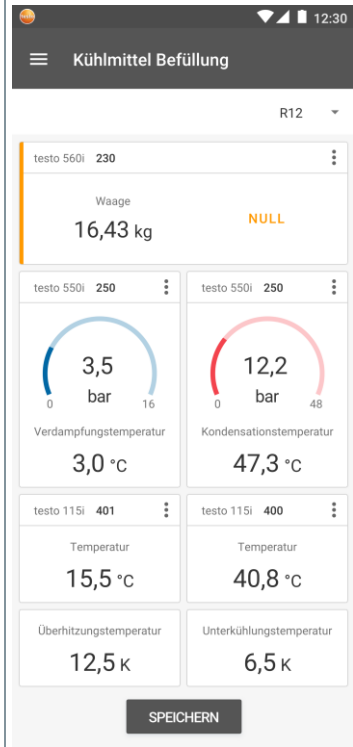 testo
12:30
Kühlmittel Befüllung
R12
testo 560i 230
Waage
16,43 kg
NULL
testo 550i 250
3,5
bar
0 16
Verdampfungstemperatur
3,0 °C
testo 550i 250
12,2
bar
0 48
Kondensationstemperatur
47,3 °C
testo 115i 401
Temperatur
15,5 °C
testo 115i 400
Temperatur
40,8 °C
Überhitzungstemperatur
12,5 K
Unterkühlungstemperatur
6,5 K
SPEICHERN